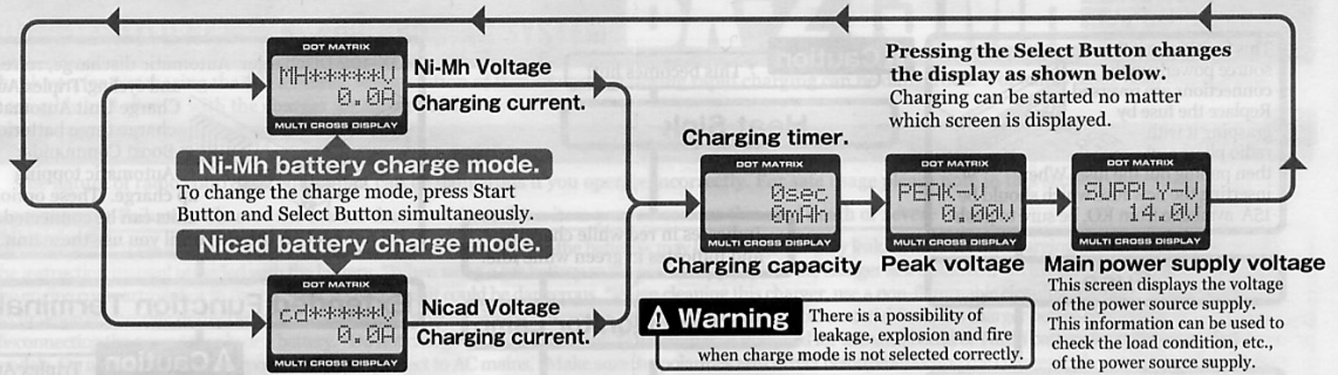 DOT MATRIX
MH*****V
0.0A
MULTI CROSS DISPLAY
Ni-Mh Voltage
Charging current.
Ni-Mh battery charge mode.
To change the charge mode, press Start
Button and Select Button simultaneously.
Nicad battery charge mode.
DOT MATRIX
cd*****V
0.0A
MULTI CROSS DISPLAY
Nicad Voltage
Charging current.
Pressing the Select Button changes
the display as shown below.
Charging can be started no matter
which screen is displayed.
Charging timer.
DOT MATRIX
0sec
0mAh
MULTI CROSS DISPLAY
Charging capacity
DOT MATRIX
PEAK-V
0.00V
MULTI CROSS DISPLAY
Peak voltage
DOT MATRIX
SUPPLY-V
14.0V
MULTI CROSS DISPLAY
Main power supply voltage
This screen displays the voltage
of the power source supply.
This information can be used to
check the load condition, etc.,
of the power source supply.
Warning
There is a possibility of
leakage, explosion and fire
when charge mode is not selected correctly.